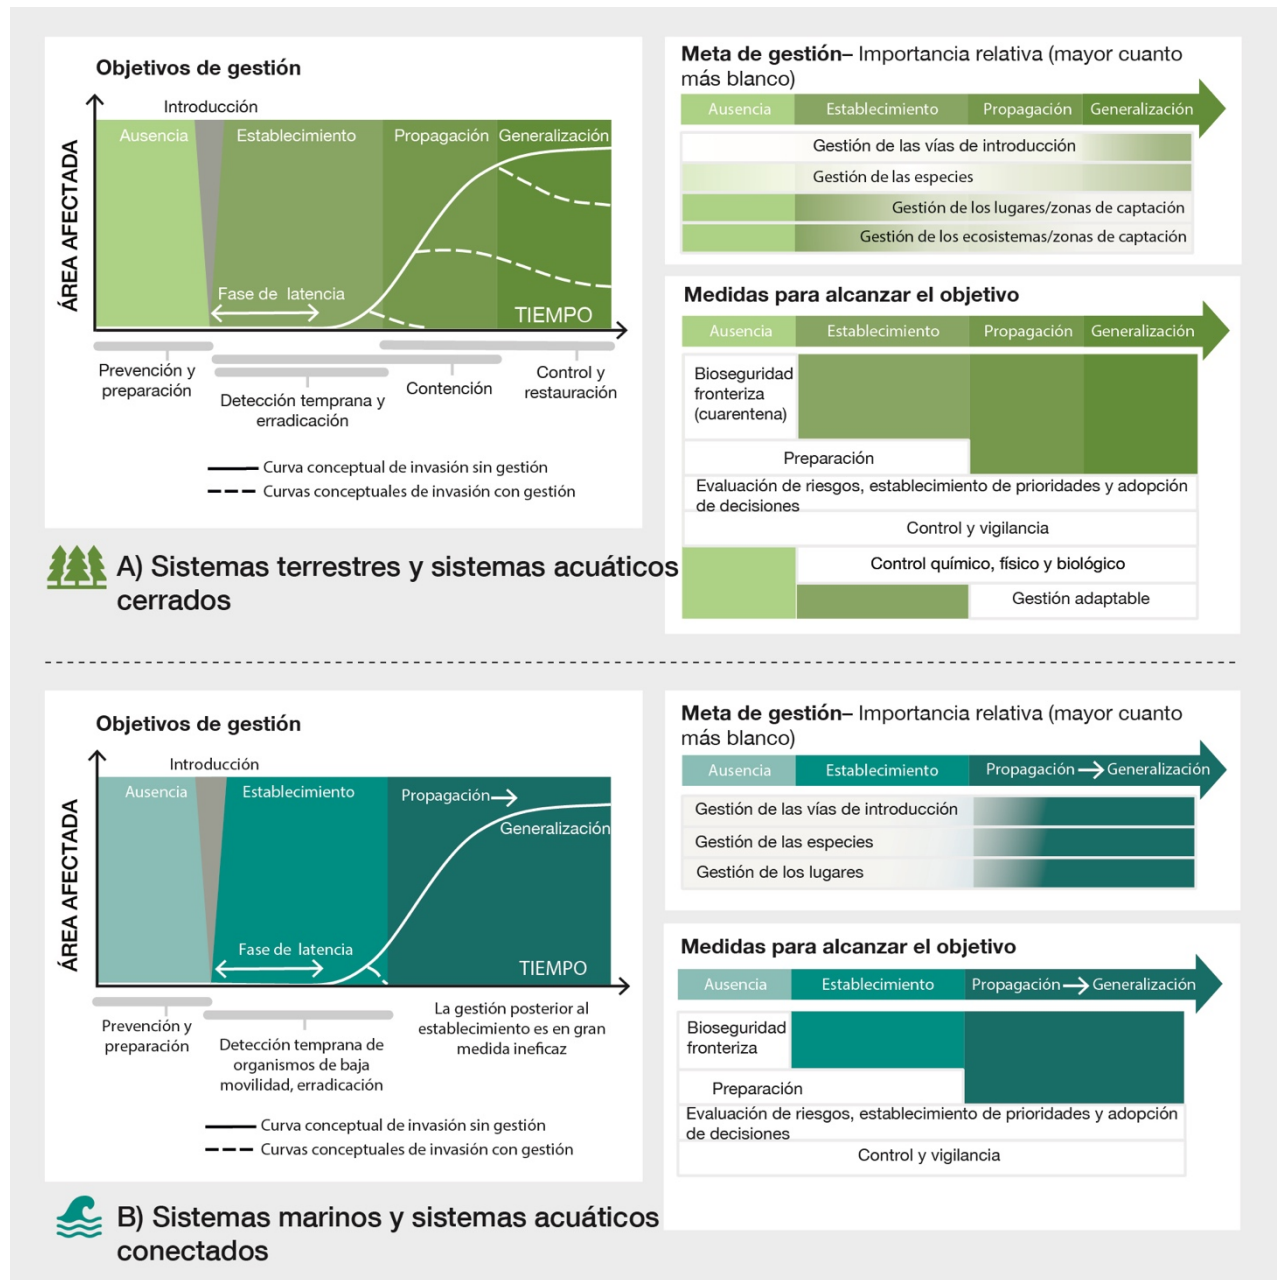 Objetivos de gestión
Introducción
Ausencia
Establecimiento
Propagación
Generalización
ÁREA AFECTADA
Fase de latencia
TIEMPO
Prevención y
preparación
Detección temprana y
erradicación
Contención
Control y
restauración
Curva conceptual de invasión sin gestión
Curvas conceptuales de invasión con gestión
A) Sistemas terrestres y sistemas acuáticos
cerrados
Meta de gestión– Importancia relativa (mayor cuanto
más blanco)
Ausencia
Establecimiento
Propagación
Generalización
Gestión de las vías de introducción
Gestión de las especies
Gestión de los lugares/zonas de captación
Gestión de los ecosistemas/zonas de captación
Medidas para alcanzar el objetivo
Ausencia
Establecimiento
Propagación
Generalización
Bioseguridad
fronteriza
(cuarentena)
Preparación
Evaluación de riesgos, establecimiento de prioridades y adopción
de decisiones
Control y vigilancia
Control químico, físico y biológico
Gestión adaptable
Objetivos de gestión
Introducción
Ausencia
Establecimiento
Propagación
Generalización
ÁREA AFECTADA
Fase de latencia
TIEMPO
Prevención y
preparación
Detección temprana de
organismos de baja
movilidad, erradicación
La gestión posterior al
establecimiento es en gran
medida ineficaz
Curva conceptual de invasión sin gestión
Curvas conceptuales de invasión con gestión
B) Sistemas marinos y sistemas acuáticos
conectados
Meta de gestión– Importancia relativa (mayor cuanto
más blanco)
Ausencia
Establecimiento
Propagación
Generalización
Gestión de las vías de introducción
Gestión de las especies
Gestión de los lugares
Medidas para alcanzar el objetivo
Ausencia
Establecimiento
Propagación
Generalización
Bioseguridad
fronteriza
Preparación
Evaluación de riesgos, establecimiento de prioridades y adopción
de decisiones
Control y vigilancia